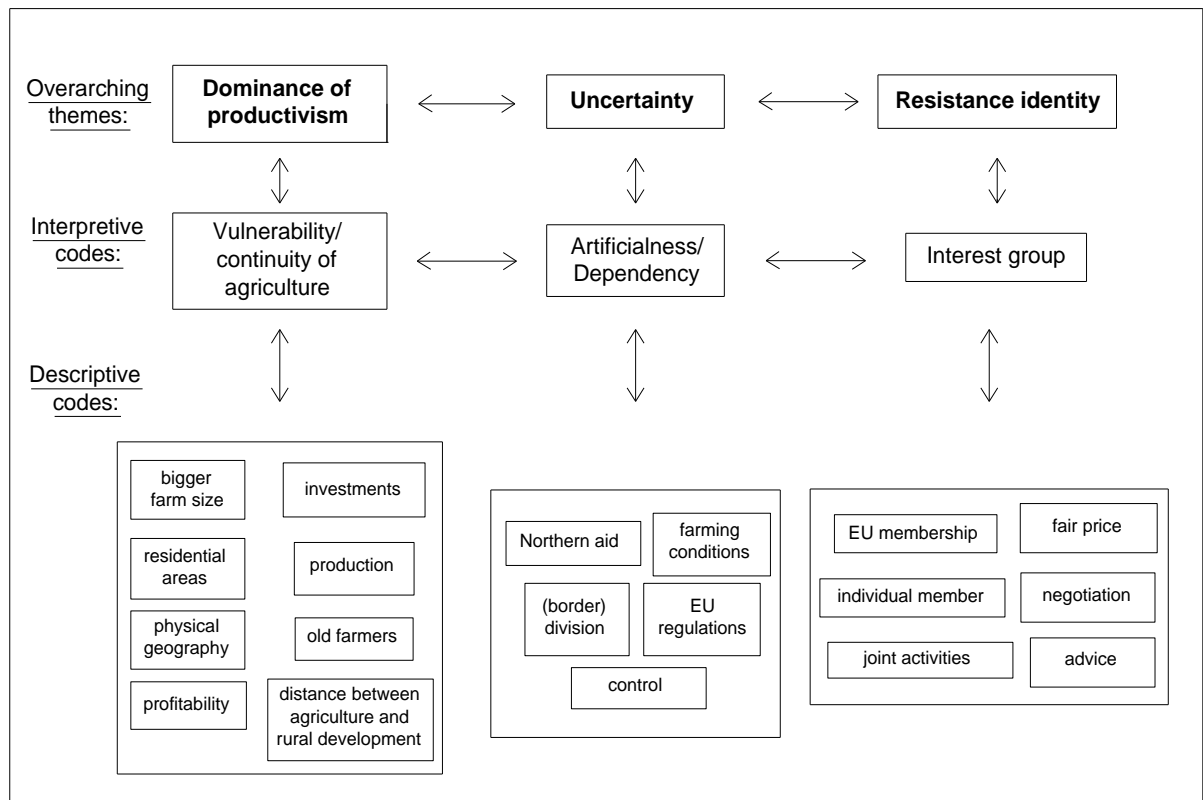 Overarching
themes:
Dominance of
productivism
Uncertainty
Resistance identity
Interpretive
codes:
Vulnerability/
continuity of
agriculture
Artificialness/
Dependency
Interest group
Descriptive
codes:
bigger
farm size
investments
residential
areas
production
physical
geography
old farmers
profitability
distance between
agriculture and
rural development
Northern aid
farming
conditions
(border)
division
EU
regulations
control
EU membership
fair price
individual member
negotiation
joint activities
advice